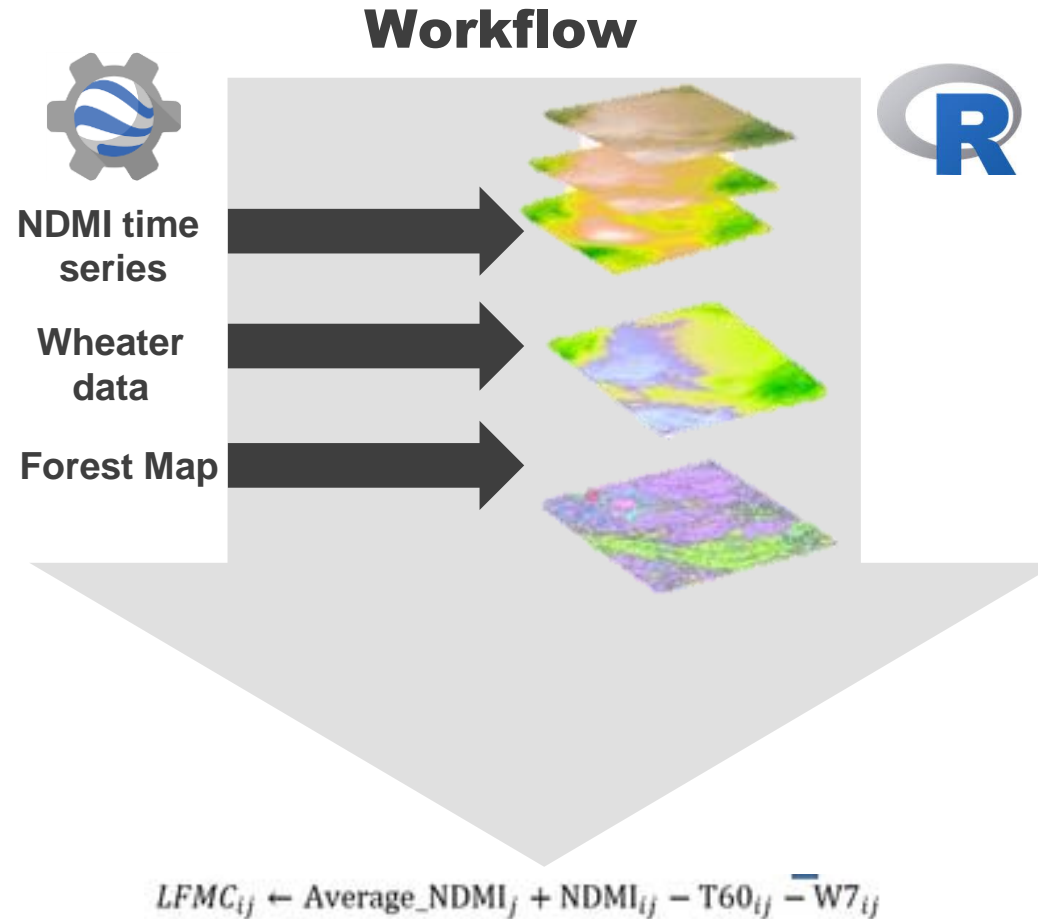 Workflow
R
NDMI time
series
Wheater
data
Forest Map
LFMCᵢⱼ ← Average_NDMIⱼ + NDMIᵢⱼ − T60ᵢⱼ − W7ᵢⱼ